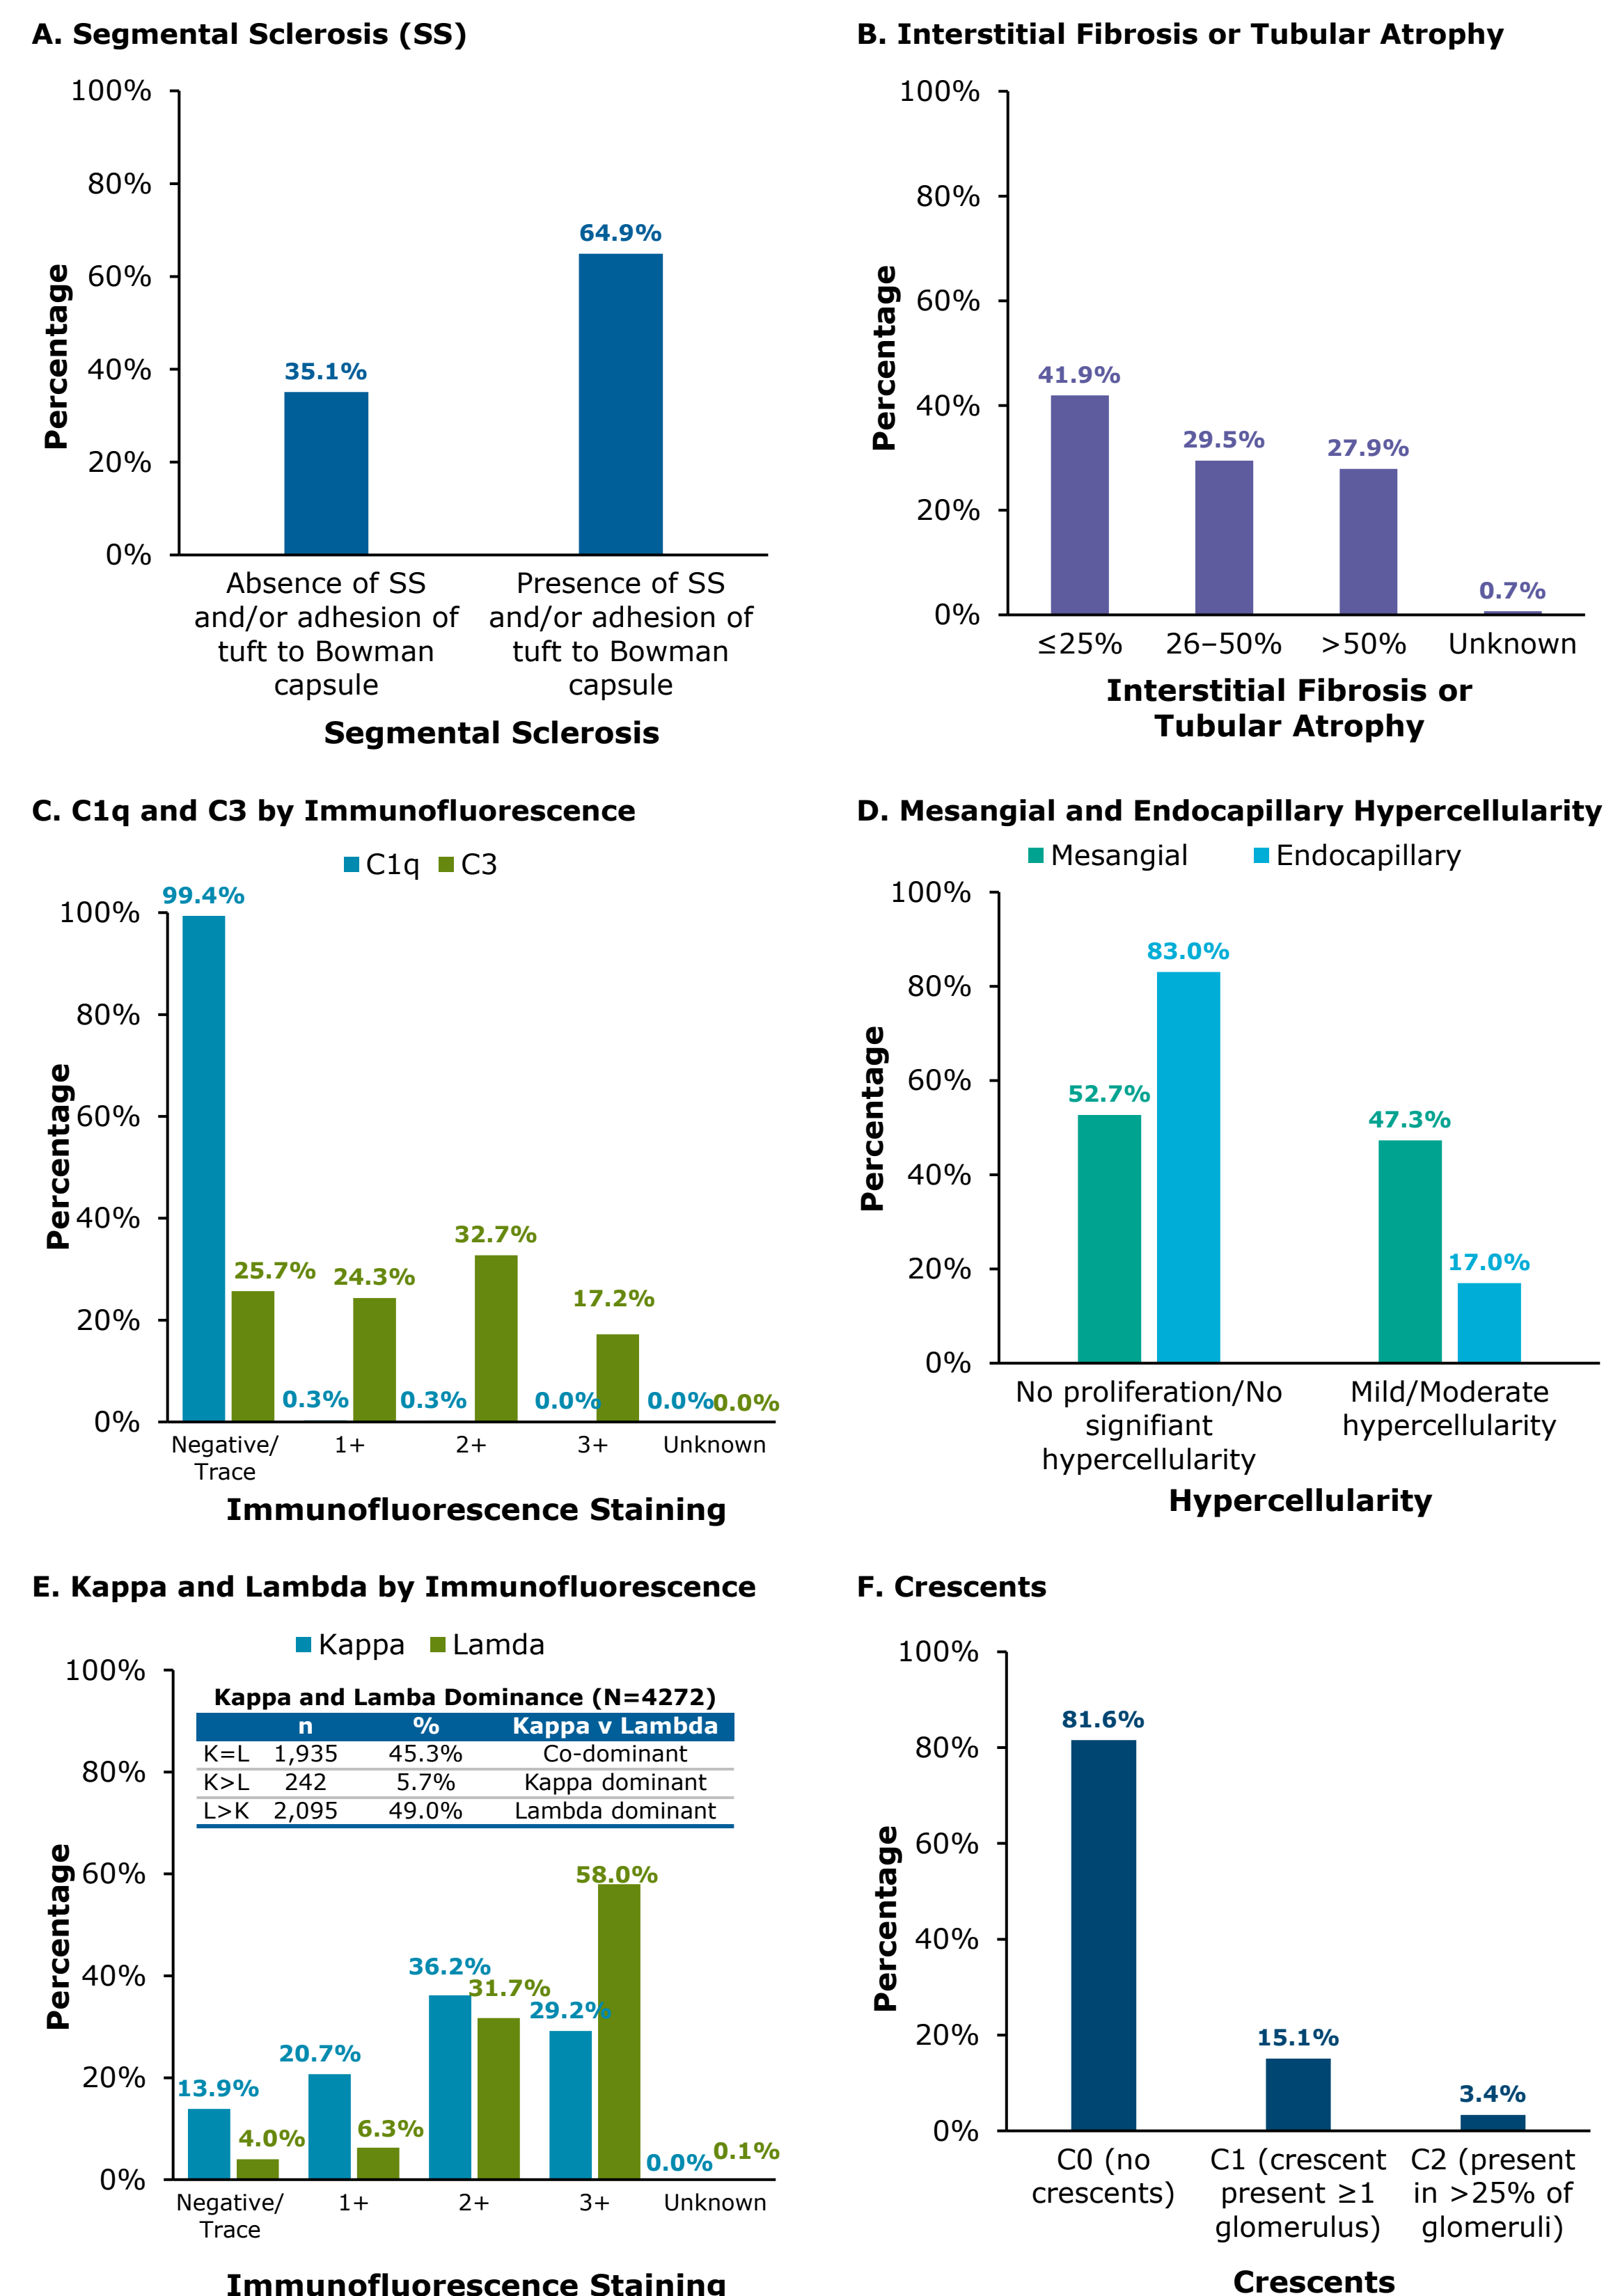 A. Segmental Sclerosis (SS)
100%
80%
60%
40%
20%
0%
Percentage
35.1%
64.9%
Absence of SS
and/or adhesion of
tuft to Bowman
capsule
Presence of SS
and/or adhesion of
tuft to Bowman
capsule
Segmental Sclerosis
B. Interstitial Fibrosis or Tubular Atrophy
100%
80%
60%
40%
20%
0%
Percentage
41.9%
29.5%
27.9%
0.7%
≤25% 26–50% >50% Unknown
Interstitial Fibrosis or
Tubular Atrophy
C. C1q and C3 by Immunofluorescence
C1q C3
100%
80%
60%
40%
20%
0%
Percentage
99.4%
25.7%
0.3%
24.3%
0.3%
32.7%
0.0%
17.2%
0.0%
0.0%
Negative/
Trace
1+
2+
3+
Unknown
Immunofluorescence Staining
D. Mesangial and Endocapillary Hypercellularity
Mesangial Endocapillary
100%
80%
60%
40%
20%
0%
Percentage
52.7%
83.0%
47.3%
17.0%
No proliferation/No
signifiant
hypercellularity
Mild/Moderate
hypercellularity
Hypercellularity
E. Kappa and Lambda by Immunofluorescence
Kappa Lamda
100%
80%
60%
40%
20%
0%
Percentage
Kappa and Lamba Dominance (N=4272)
n % Kappa v Lambda
K=L 1,935 45.3% Co-dominant
K>L 242 5.7% Kappa dominant
L>K 2,095 49.0% Lambda dominant
13.9%
4.0%
20.7%
6.3%
36.2%
31.7%
29.2%
58.0%
0.0%
0.1%
Negative/
Trace
1+
2+
3+
Unknown
Immunofluorescence Staining
F. Crescents
100%
80%
60%
40%
20%
0%
Percentage
81.6%
15.1%
3.4%
C0 (no
crescents)
C1 (crescent
present ≥1
glomerulus)
C2 (present
in >25% of
glomeruli)
Crescents